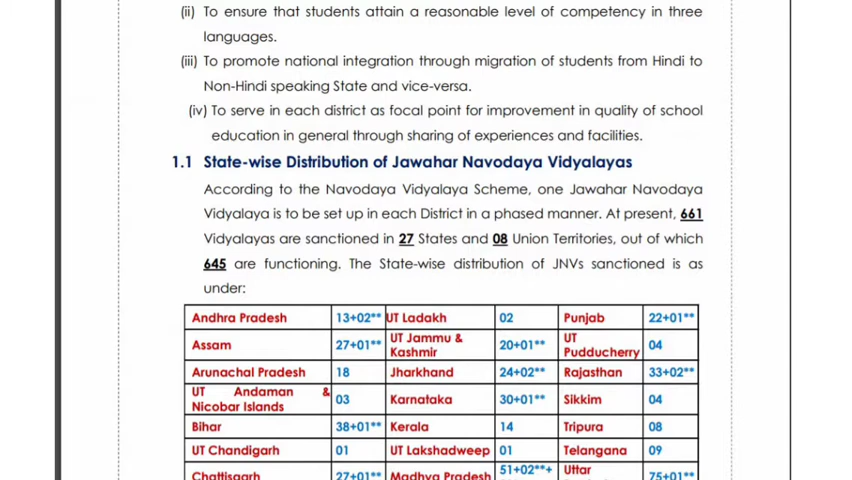 (ii) To ensure that students attain a reasonable level of competency in three
languages.
(iii) To promote national integration through migration of students from Hindi to
Non-Hindi speaking State and vice-versa.
(iv) To serve in each district as focal point for improvement in quality of school
education in general through sharing of experiences and facilities.
1.1 State-wise Distribution of Jawahar Navodaya Vidyalayas
According to the Navodaya Vidyalaya Scheme, one Jawahar Navodaya
Vidyalaya is to be set up in each District in a phased manner. At present, 661
Vidyalayas are sanctioned in 27 States and 08 Union Territories, out of which
645 are functioning. The State-wise distribution of JNVs sanctioned is as
under:
Andhra Pradesh 13+02** UT Ladakh 02 Punjab 22+01**
Assam 27+01** UT Jammu & Kashmir 20+01** UT Pudducherry 04
Arunachal Pradesh 18 Jharkhand 24+02** Rajasthan 33+02**
UT Andaman & Nicobar Islands 03 Karnataka 30+01** Sikkim 04
Bihar 38+01** Kerala 14 Tripura 08
UT Chandigarh 01 UT Lakshadweep 01 Telangana 09
Chattisgarh 27+01** Madhya Pradesh 51+02**+ Uttar 75+01**